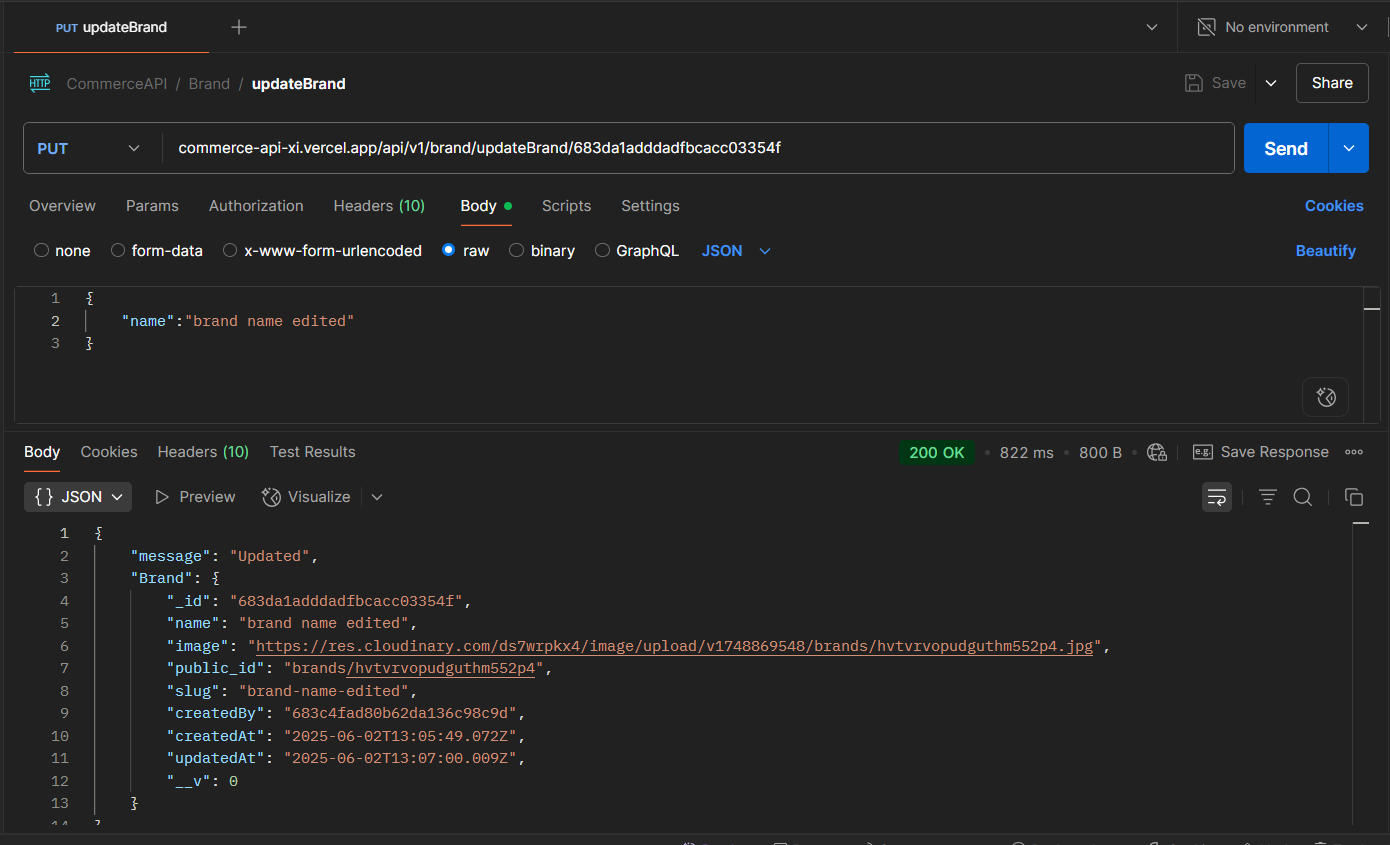 PUT updateBrand
No environment
HTTP CommerceAPI / Brand / updateBrand
Save
Share
PUT
commerce-api-xi.vercel.app/api/v1/brand/updateBrand/683da1adddadfbcacc03354f
Send
Overview Params Authorization Headers (10) Body Scripts Settings
Cookies
none form-data x-www-form-urlencoded raw binary GraphQL JSON
Beautify
1 {
2 "name":"brand name edited"
3 }
Body Cookies Headers (10) Test Results
200 OK • 822 ms • 800 B •
e.g. Save Response
{} JSON Preview Visualize
1 {
2 "message": "Updated",
3 "Brand": {
4 "_id": "683da1adddadfbcacc03354f",
5 "name": "brand name edited",
6 "image": "https://res.cloudinary.com/ds7wrpkx4/image/upload/v1748869548/brands/hvtvrvopudguthm552p4.jpg",
7 "public_id": "brands/hvtvrvopudguthm552p4",
8 "slug": "brand-name-edited",
9 "createdBy": "683c4fad80b62da136c98c9d",
10 "createdAt": "2025-06-02T13:05:49.072Z",
11 "updatedAt": "2025-06-02T13:07:00.009Z",
12 "__v": 0
13 }
14 }